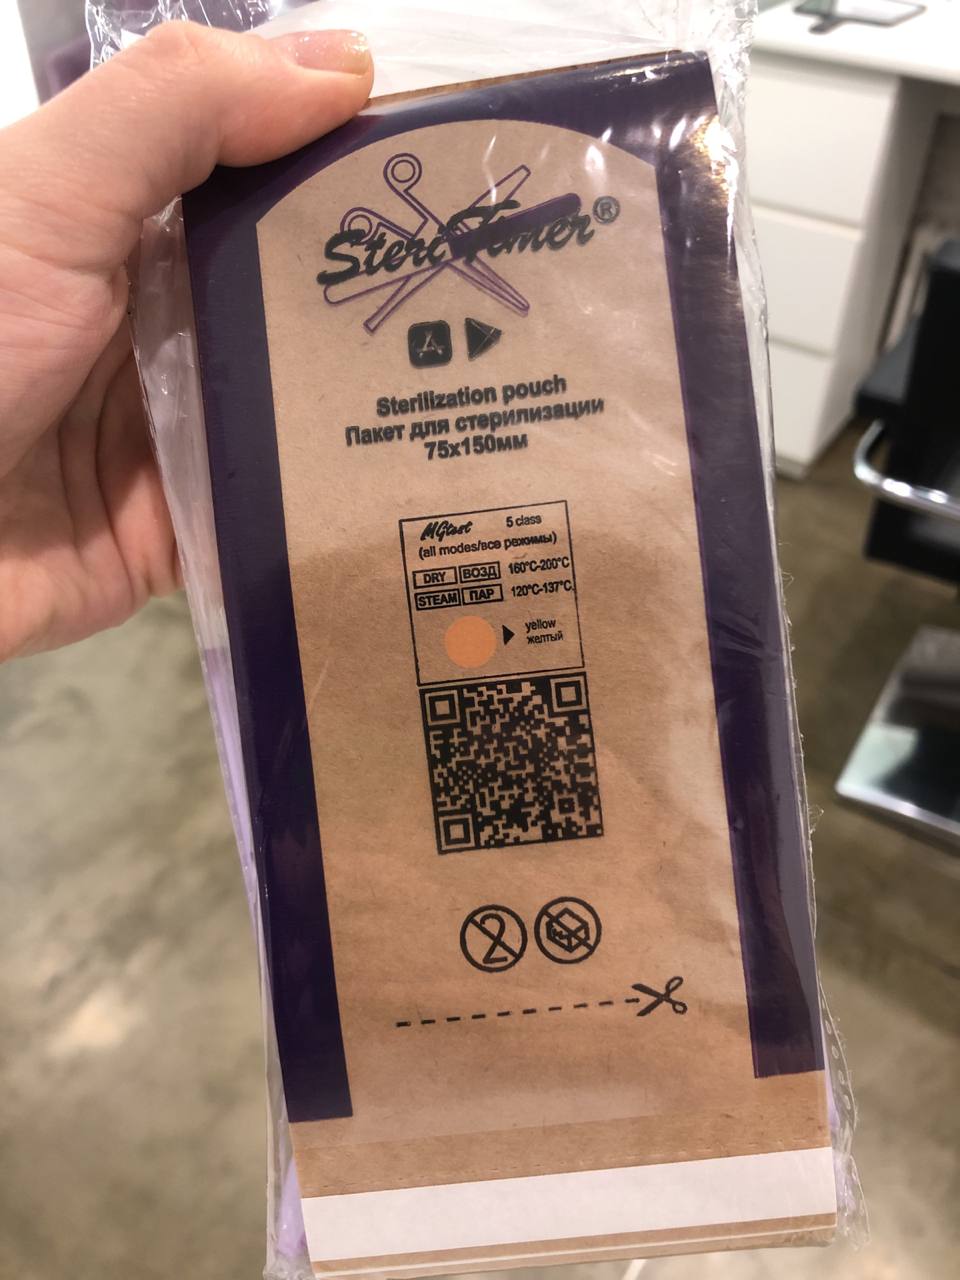 SteriTimer®
Sterilization pouch
Пакет для стерилизации
75x150мм
MGtest 5 class
(all modes/все режимы)
DRY ВОЗД 160°C-200°C
STEAM ПАР 120°C-137°C
yellow
желтый
2